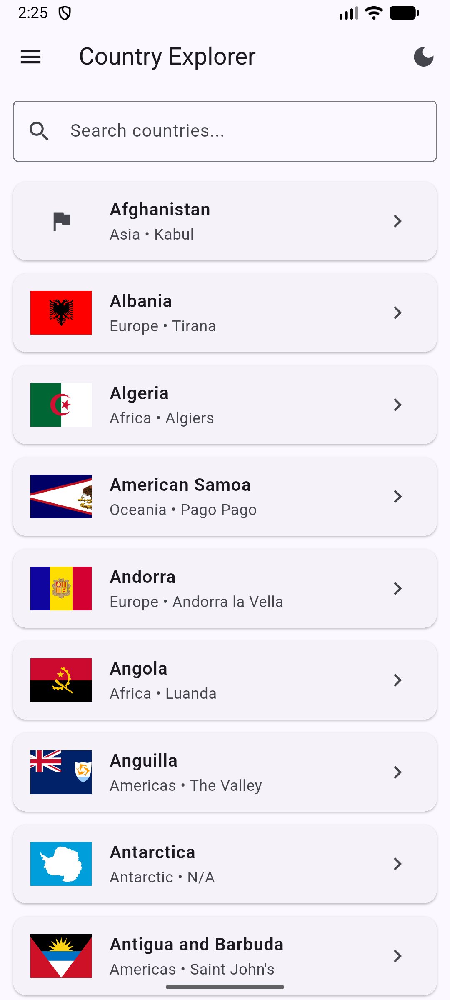 2:25
Country Explorer
Search countries...
Afghanistan
Asia • Kabul
Albania
Europe • Tirana
Algeria
Africa • Algiers
American Samoa
Oceania • Pago Pago
Andorra
Europe • Andorra la Vella
Angola
Africa • Luanda
Anguilla
Americas • The Valley
Antarctica
Antarctic • N/A
Antigua and Barbuda
Americas • Saint John's